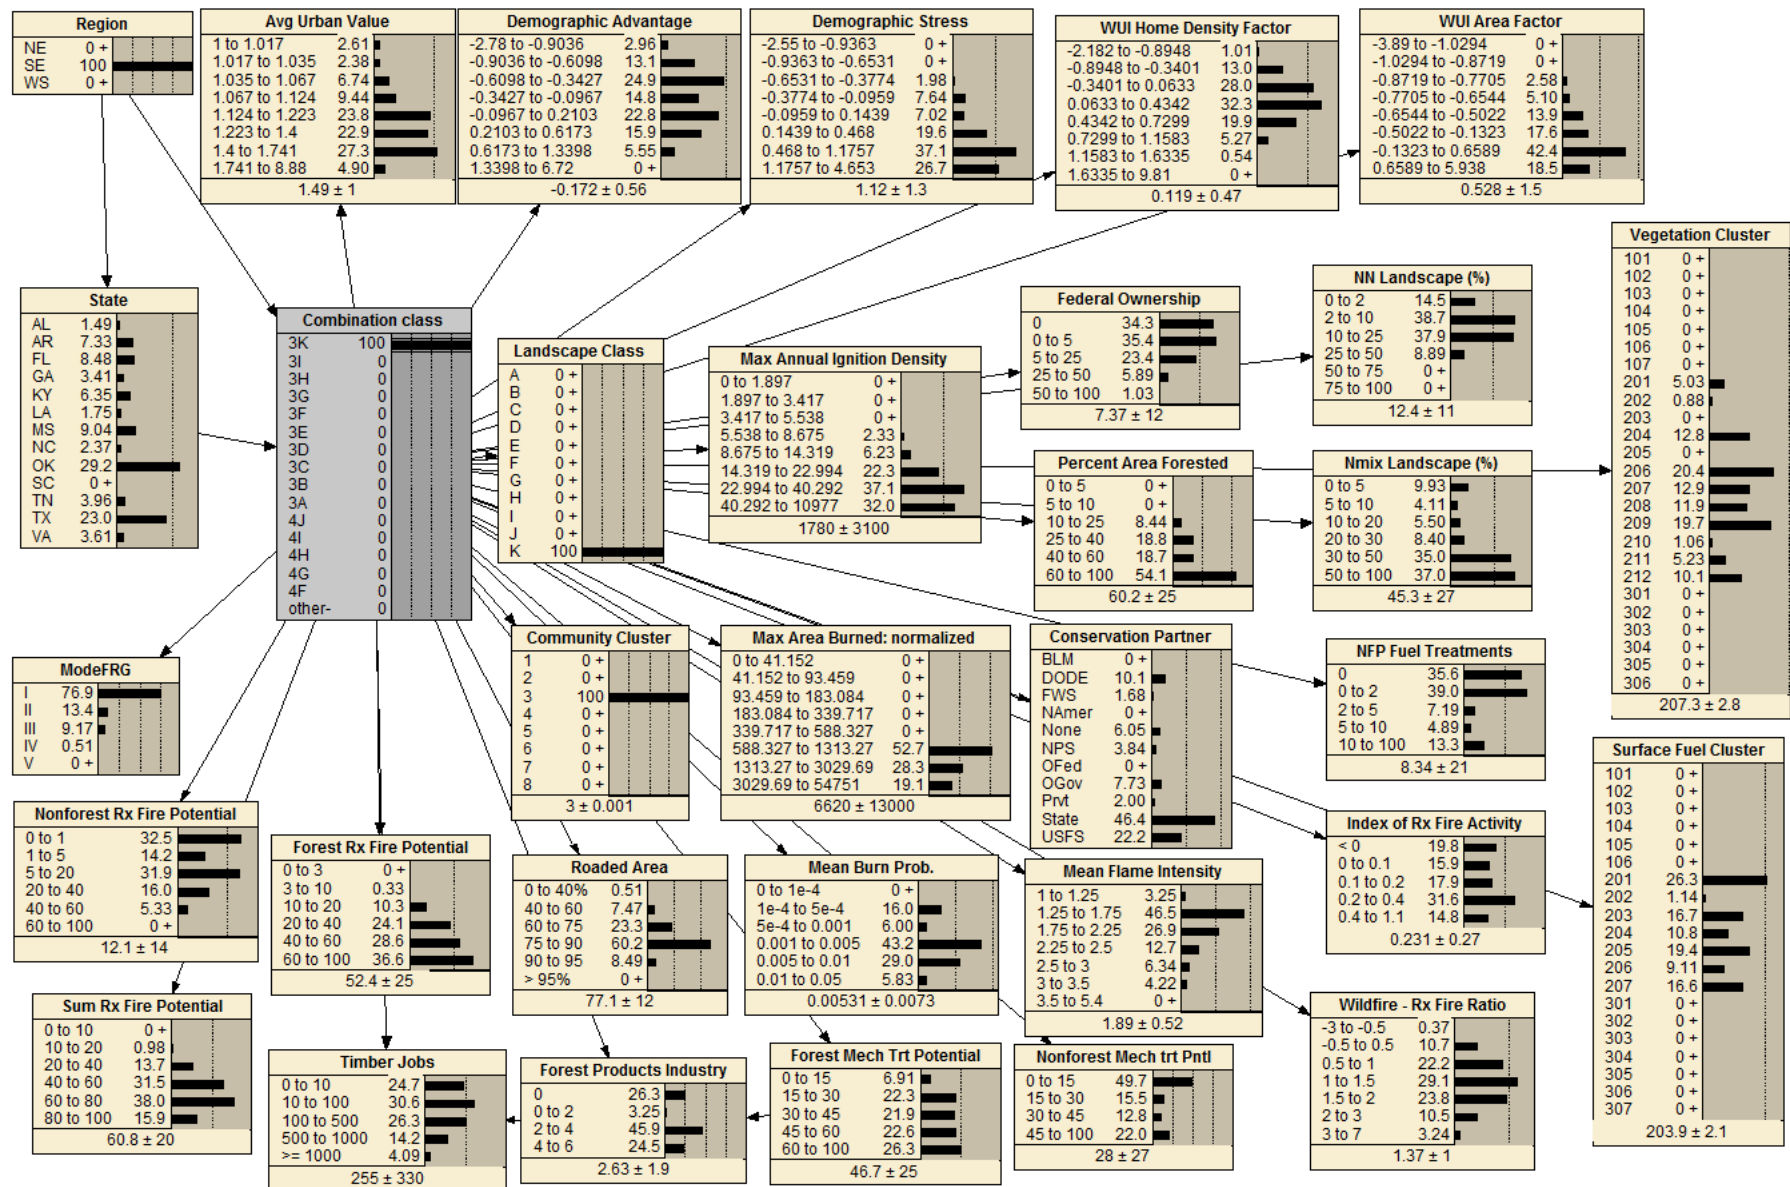 Region
NE 0 +
SE 100
WS 0 +
Avg Urban Value
1 to 1.017 2.61
1.017 to 1.035 2.38
1.035 to 1.067 6.74
1.067 to 1.124 9.44
1.124 to 1.223 23.8
1.223 to 1.4 22.9
1.4 to 1.741 27.3
1.741 to 8.88 4.90
1.49 ± 1
Demographic Advantage
-2.78 to -0.9036 2.96
-0.9036 to -0.6098 13.1
-0.6098 to -0.3427 24.9
-0.3427 to -0.0967 14.8
-0.0967 to 0.2103 22.8
0.2103 to 0.6173 15.9
0.6173 to 1.3398 5.55
1.3398 to 6.72 0 +
-0.172 ± 0.56
Demographic Stress
-2.55 to -0.9363 0 +
-0.9363 to -0.6531 0 +
-0.6531 to -0.3774 1.98
-0.3774 to -0.0959 7.64
-0.0959 to 0.1439 7.02
0.1439 to 0.468 19.6
0.468 to 1.1757 37.1
1.1757 to 4.653 26.7
1.12 ± 1.3
WUI Home Density Factor
-2.182 to -0.8948 1.01
-0.8948 to -0.3401 13.0
-0.3401 to 0.0633 28.0
0.0633 to 0.4342 32.3
0.4342 to 0.7299 19.9
0.7299 to 1.1583 5.27
1.1583 to 1.6335 0.54
1.6335 to 9.81 0 +
0.119 ± 0.47
WUI Area Factor
-3.89 to -1.0294 0 +
-1.0294 to -0.8719 0 +
-0.8719 to -0.7705 2.58
-0.7705 to -0.6544 5.10
-0.6544 to -0.5022 13.9
-0.5022 to -0.1323 17.6
-0.1323 to 0.6589 42.4
0.6589 to 5.938 18.5
0.528 ± 1.5
State
AL 1.49
AR 7.33
FL 8.48
GA 3.41
KY 6.35
LA 1.75
MS 9.04
NC 2.37
OK 29.2
SC 0 +
TN 3.96
TX 23.0
VA 3.61
Combination class
3K 100
3I 0
3H 0
3G 0
3F 0
3E 0
3D 0
3C 0
3B 0
3A 0
4J 0
4I 0
4H 0
4G 0
4F 0
other- 0
Landscape Class
A 0 +
B 0 +
C 0 +
D 0 +
E 0 +
F 0 +
G 0 +
H 0 +
I 0 +
J 0 +
K 100
Max Annual Ignition Density
0 to 1.897 0 +
1.897 to 3.417 0 +
3.417 to 5.538 0 +
5.538 to 8.675 2.33
8.675 to 14.319 6.23
14.319 to 22.994 22.3
22.994 to 40.292 37.1
40.292 to 10977 32.0
1780 ± 3100
Federal Ownership
0 34.3
0 to 5 35.4
5 to 25 23.4
25 to 50 5.89
50 to 100 1.03
7.37 ± 12
NN Landscape (%)
0 to 2 14.5
2 to 10 38.7
10 to 25 37.9
25 to 50 8.89
50 to 75 0 +
75 to 100 0 +
12.4 ± 11
Vegetation Cluster
101 0 +
102 0 +
103 0 +
104 0 +
105 0 +
106 0 +
107 0 +
201 5.03
202 0.88
203 0 +
204 12.8
205 0 +
206 20.4
207 12.9
208 11.9
209 19.7
210 1.06
211 5.23
212 10.1
301 0 +
302 0 +
303 0 +
304 0 +
305 0 +
306 0 +
207.3 ± 2.8
Percent Area Forested
0 to 5 0 +
5 to 10 0 +
10 to 25 8.44
25 to 40 18.8
40 to 60 18.7
60 to 100 54.1
60.2 ± 25
Nmix Landscape (%)
0 to 5 9.93
5 to 10 4.11
10 to 20 5.50
20 to 30 8.40
30 to 50 35.0
50 to 100 37.0
45.3 ± 27
ModeFRG
I 76.9
II 13.4
III 9.17
IV 0.51
V 0 +
Community Cluster
1 0 +
2 0 +
3 100
4 0 +
5 0 +
6 0 +
7 0 +
8 0 +
3 ± 0.001
Max Area Burned: normalized
0 to 41.152 0 +
41.152 to 93.459 0 +
93.459 to 183.084 0 +
183.084 to 339.717 0 +
339.717 to 588.327 0 +
588.327 to 1313.27 52.7
1313.27 to 3029.69 28.3
3029.69 to 54751 19.1
6620 ± 13000
Conservation Partner
BLM 0 +
DODE 10.1
FWS 1.68
NAmer 0 +
None 6.05
NPS 3.84
OFed 0 +
OGov 7.73
Prvt 2.00
State 46.4
USFS 22.2
NFP Fuel Treatments
0 35.6
0 to 2 39.0
2 to 5 7.19
5 to 10 4.89
10 to 100 13.3
8.34 ± 21
Surface Fuel Cluster
101 0 +
102 0 +
103 0 +
104 0 +
105 0 +
106 0 +
201 26.3
202 1.14
203 16.7
204 10.8
205 19.4
206 9.11
207 16.6
301 0 +
302 0 +
303 0 +
304 0 +
305 0 +
306 0 +
307 0 +
203.9 ± 2.1
Nonforest Rx Fire Potential
0 to 1 32.5
1 to 5 14.2
5 to 20 31.9
20 to 40 16.0
40 to 60 5.33
60 to 100 0 +
12.1 ± 14
Forest Rx Fire Potential
0 to 3 0 +
3 to 10 0.33
10 to 20 10.3
20 to 40 24.1
40 to 60 28.6
60 to 100 36.6
52.4 ± 25
Roaded Area
0 to 40% 0.51
40 to 60 7.47
60 to 75 23.3
75 to 90 60.2
90 to 95 8.49
> 95% 0 +
77.1 ± 12
Mean Burn Prob.
0 to 1e-4 0 +
1e-4 to 5e-4 16.0
5e-4 to 0.001 6.00
0.001 to 0.005 43.2
0.005 to 0.01 29.0
0.01 to 0.05 5.83
0.00531 ± 0.0073
Mean Flame Intensity
1 to 1.25 3.25
1.25 to 1.75 46.5
1.75 to 2.25 26.9
2.25 to 2.5 12.7
2.5 to 3 6.34
3 to 3.5 4.22
3.5 to 5.4 0 +
1.89 ± 0.52
Index of Rx Fire Activity
< 0 19.8
0 to 0.1 15.9
0.1 to 0.2 17.9
0.2 to 0.4 31.6
0.4 to 1.1 14.8
0.231 ± 0.27
Sum Rx Fire Potential
0 to 10 0 +
10 to 20 0.98
20 to 40 13.7
40 to 60 31.5
60 to 80 38.0
80 to 100 15.9
60.8 ± 20
Timber Jobs
0 to 10 24.7
10 to 100 30.6
100 to 500 26.3
500 to 1000 14.2
>= 1000 4.09
255 ± 330
Forest Products Industry
0 26.3
0 to 2 3.25
2 to 4 45.9
4 to 6 24.5
2.63 ± 1.9
Forest Mech Trt Potential
0 to 15 6.91
15 to 30 22.3
30 to 45 21.9
45 to 60 22.6
60 to 100 26.3
46.7 ± 25
Nonforest Mech trt Pntl
0 to 15 49.7
15 to 30 15.5
30 to 45 12.8
45 to 100 22.0
28 ± 27
Wildfire - Rx Fire Ratio
-3 to -0.5 0.37
-0.5 to 0.5 10.7
0.5 to 1 22.2
1 to 1.5 29.1
1.5 to 2 23.8
2 to 3 10.5
3 to 7 3.24
1.37 ± 1